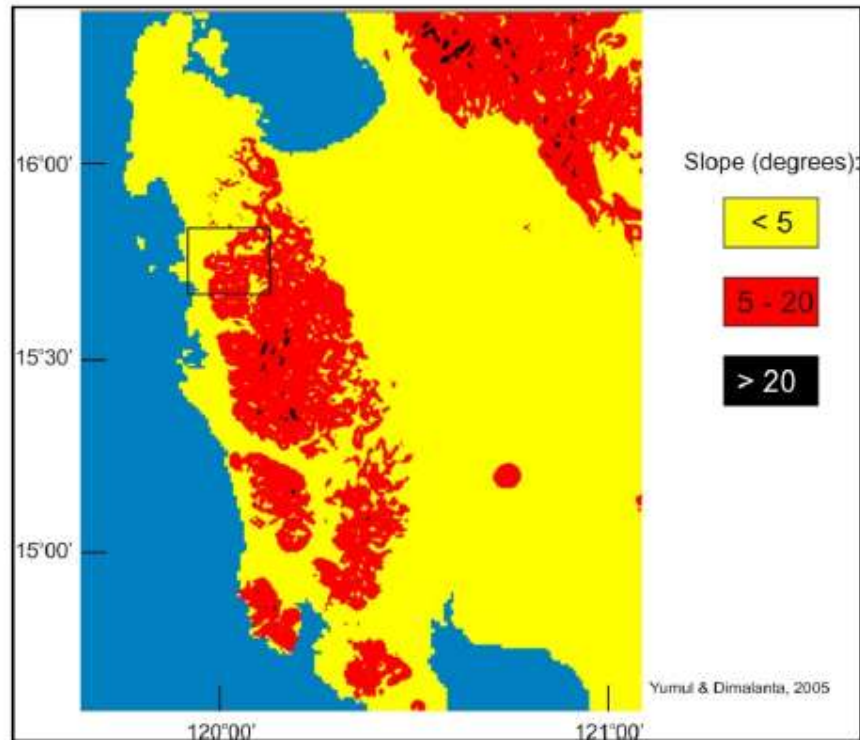 16°00'
15°30'
15°00'
120°00'
121°00'
Slope (degrees):
< 5
5 - 20
> 20
Yumul & Dimalanta, 2005